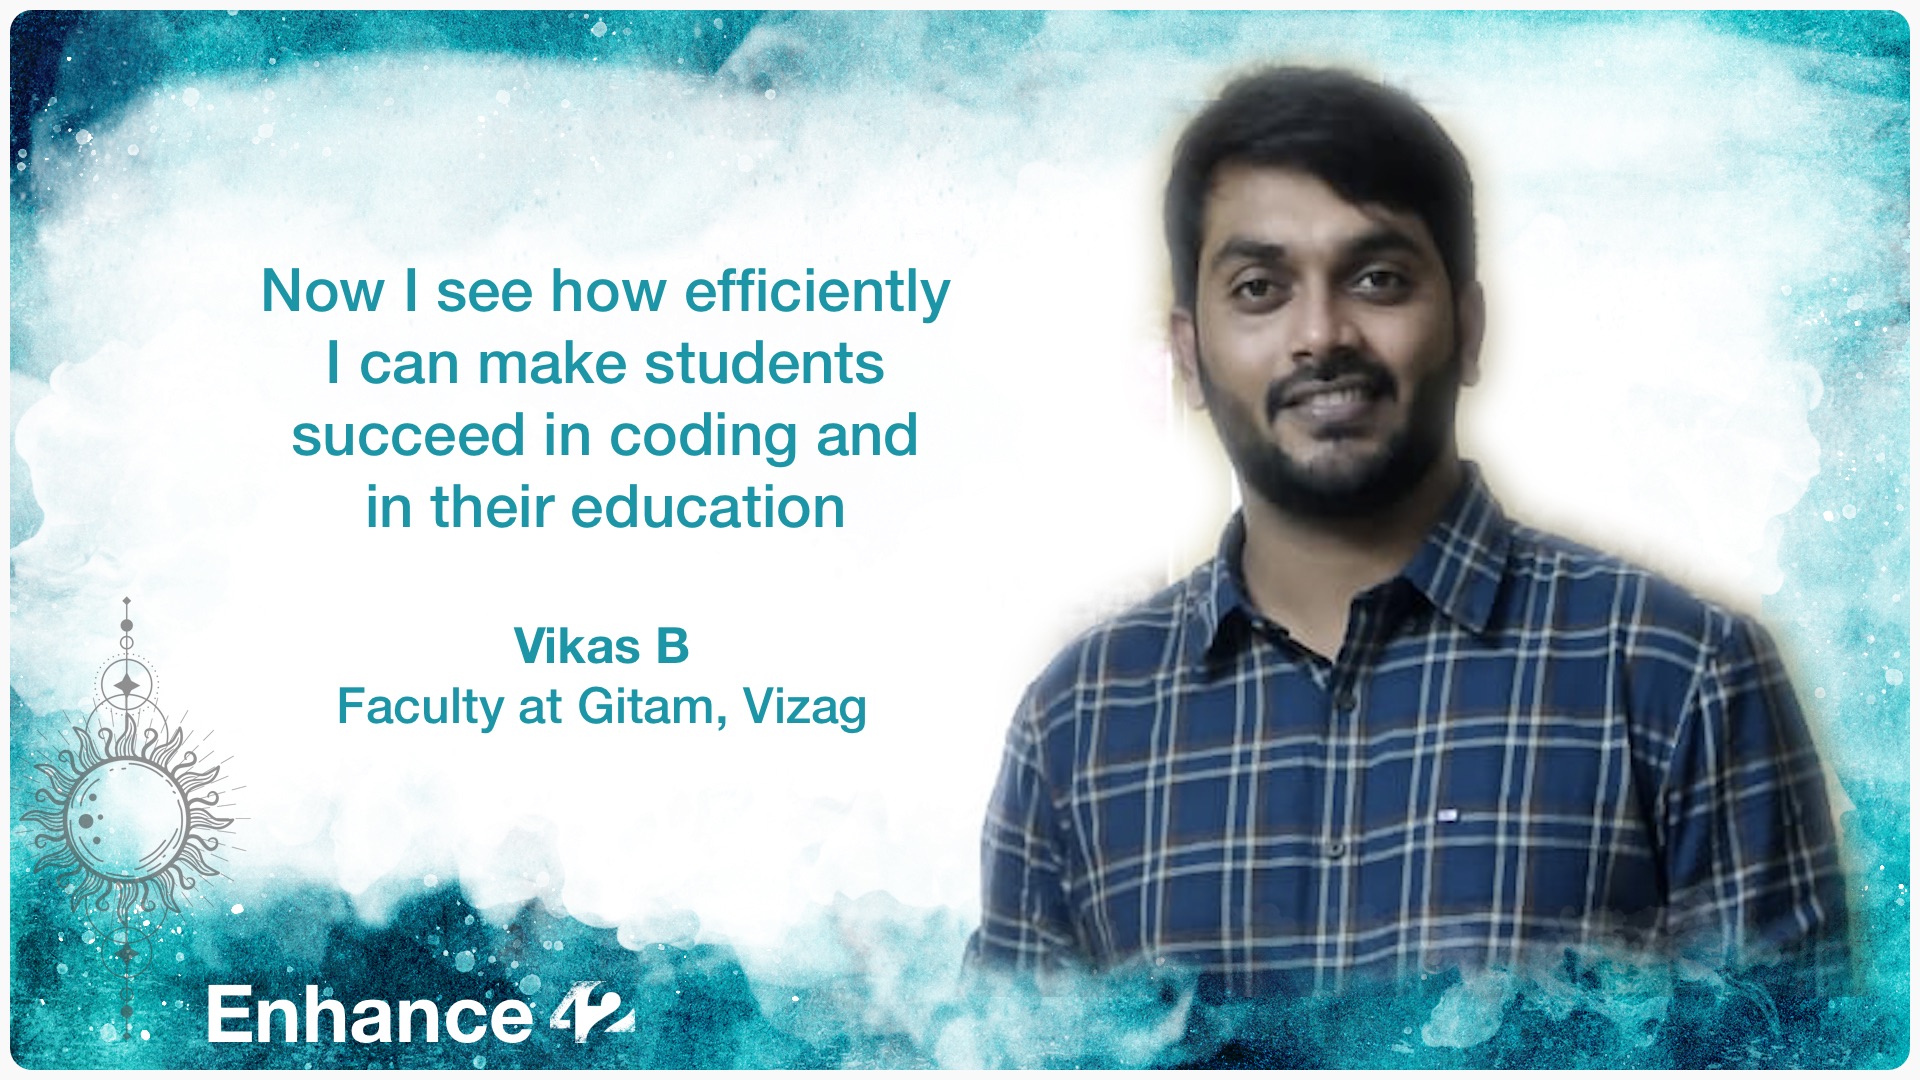 Now I see how efficiently
I can make students
succeed in coding and
in their education
Vikas B
Faculty at Gitam, Vizag
Enhance 42